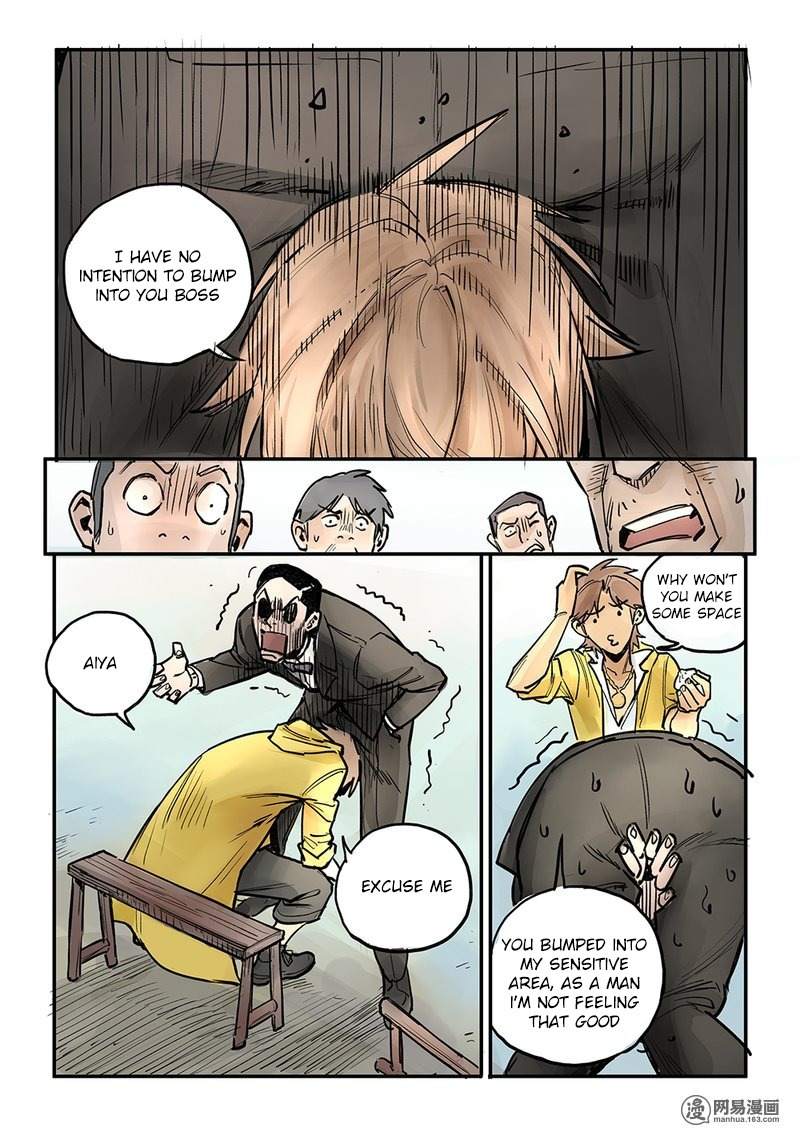 I HAVE NO
INTENTION TO BUMP
INTO YOU BOSS
AIYA
EXCUSE ME
WHY WON'T
YOU MAKE
SOME SPACE
YOU BUMPED INTO
MY SENSITIVE
AREA, AS A MAN
I'M NOT FEELING
THAT GOOD
漫 网易漫画
manhua.163.com